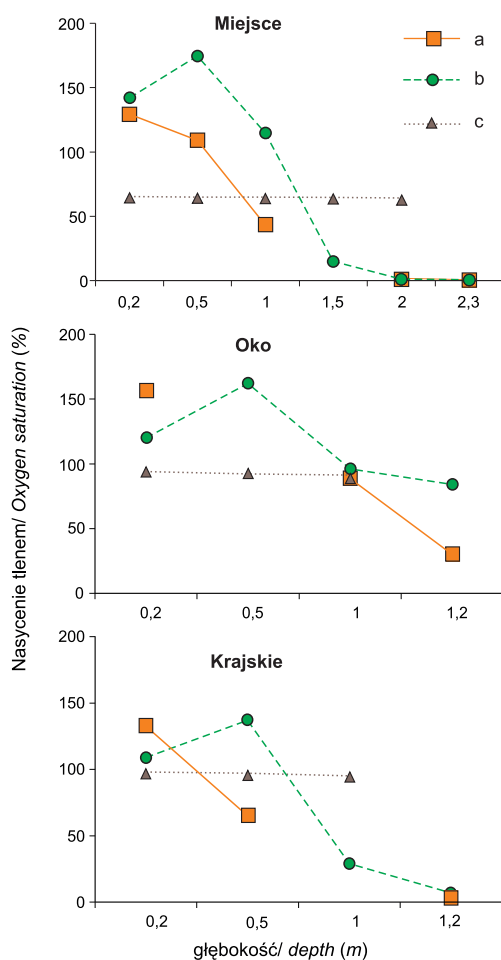 Miejsce
a
b
c
200
150
100
50
0
0,2 0,5 1 1,5 2 2,3
Oko
200
150
100
50
0
0,2 0,5 1 1,2
Krajskie
200
150
100
50
0
0,2 0,5 1 1,2
Nasycenie tlenem/ Oxygen saturation (%)
głębokość/ depth (m)